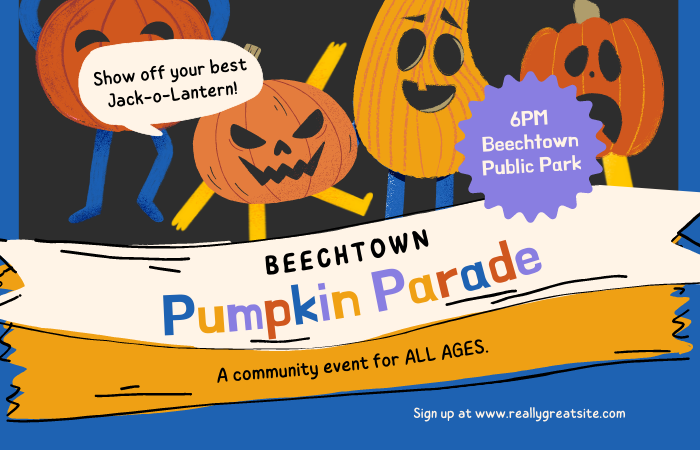 Show off your best
Jack-o-Lantern!
6PM
Beechtown
Public Park
BEECHTOWN
Pumpkin Parade
A community event for ALL AGES.
Sign up at www.reallygreatsite.com